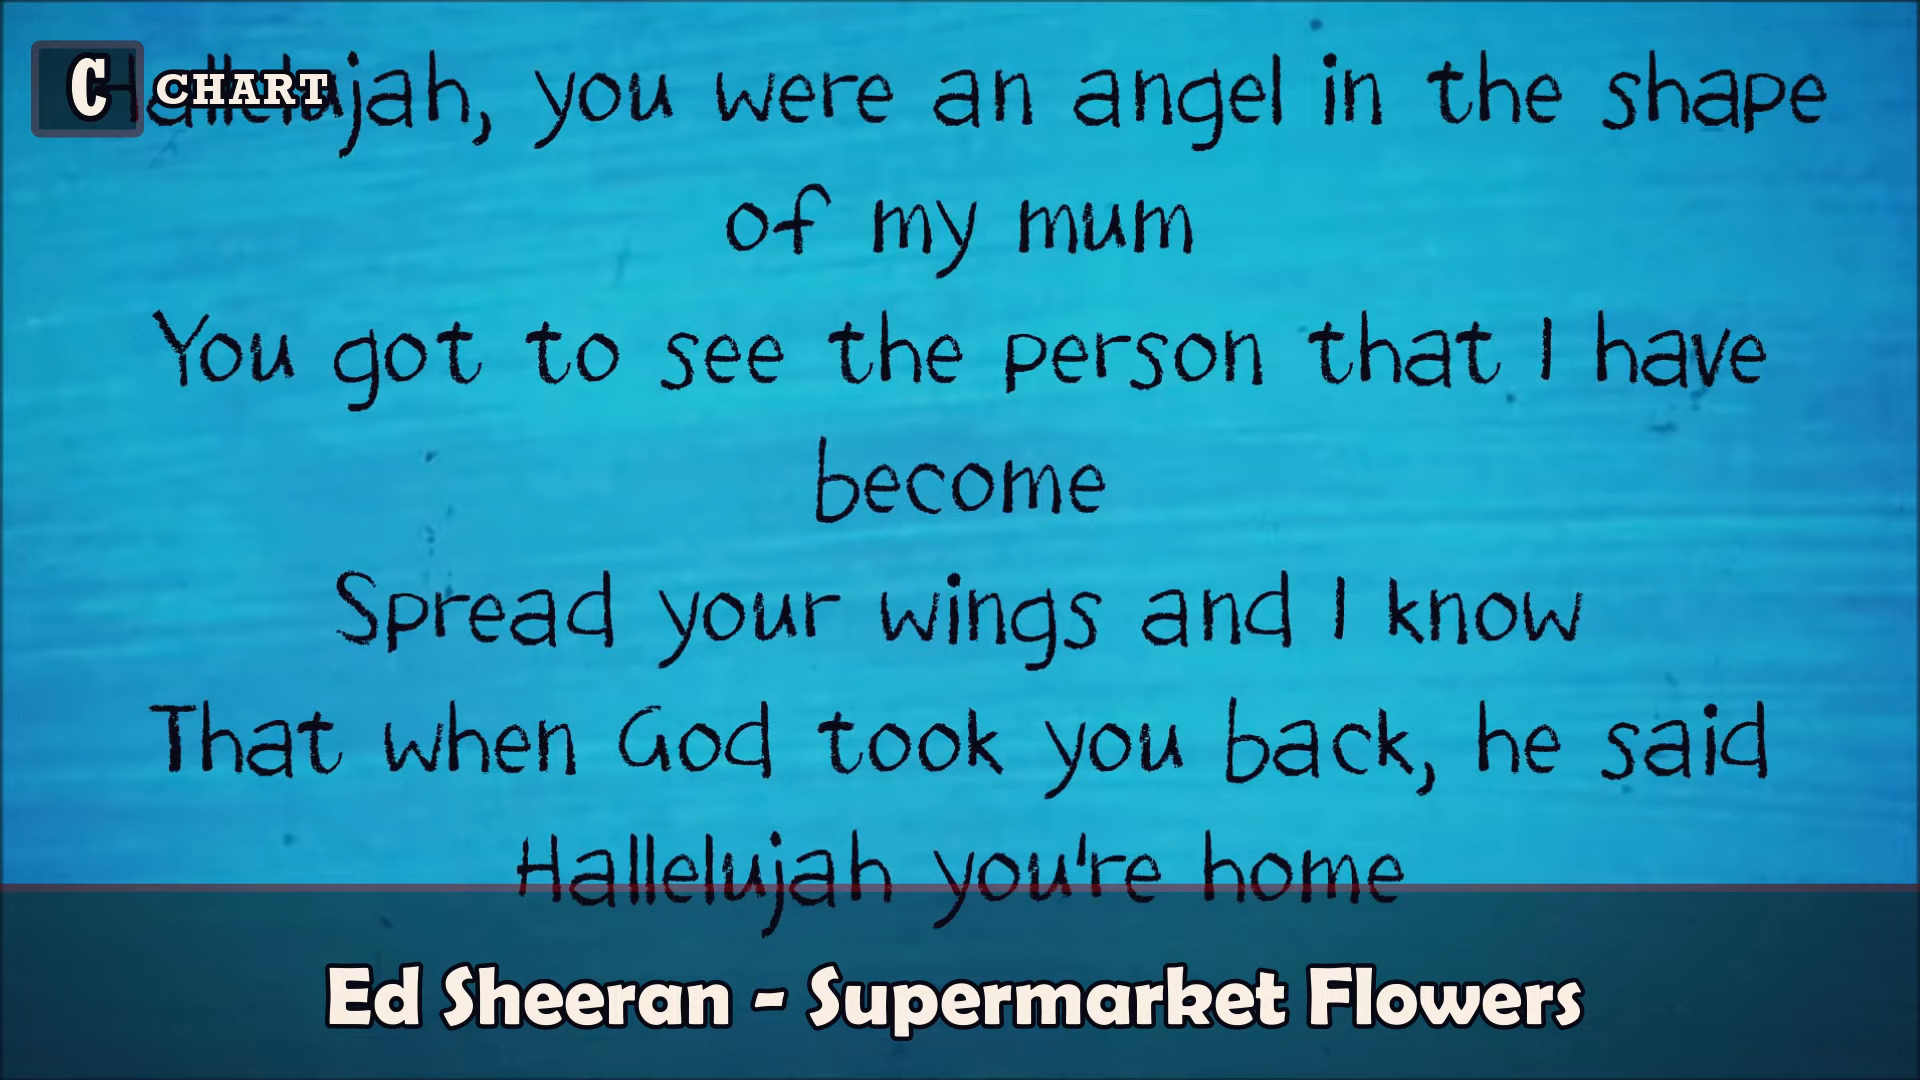 C CHART
Hallelujah, you were an angel in the shape
of my mum
You got to see the person that I have
become
Spread your wings and I know
That when God took you back, he said
Hallelujah you're home
Ed Sheeran - Supermarket Flowers